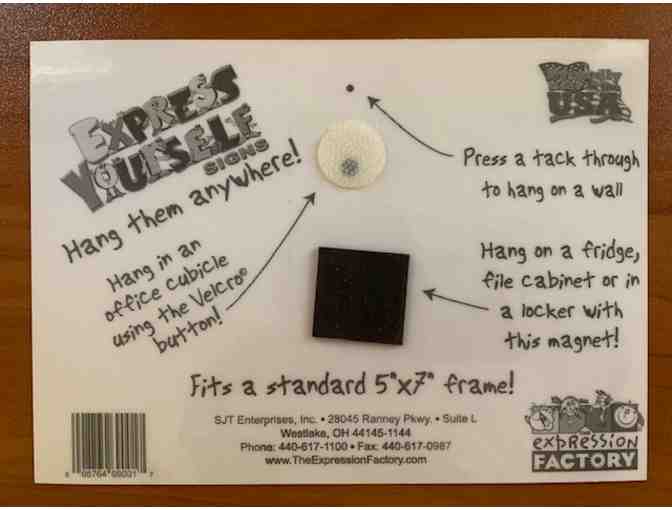 EXPRESS
YOURSELF
SIGNS
Hang them anywhere!
Hang in an
office cubicle
using the Velcro®
button!
USA
Press a tack through
to hang on a wall
Hang on a fridge,
file cabinet or in
a locker with
this magnet!
Fits a standard 5"x7" frame!
SJT Enterprises, Inc. • 28045 Ranney Pkwy. • Suite L
Westlake, OH 44145-1144
Phone: 440-617-1100 • Fax: 440-617-0987
www.TheExpressionFactory.com
expression
FACTORY